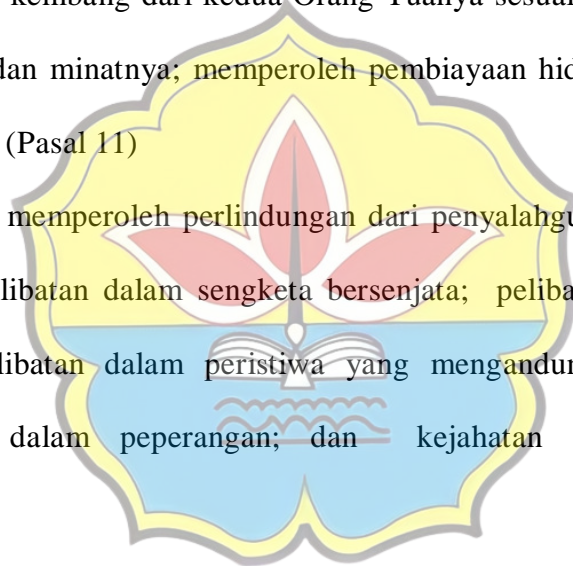 kembang dari kedua Orang Tuanya sesuai
dan minatnya; memperoleh pembiayaan hid
(Pasal 11)
memperoleh perlindungan dari penyalahgu
libatan dalam sengketa bersenjata; peliba
libatan dalam peristiwa yang mengandun
dalam peperangan; dan kejahatan